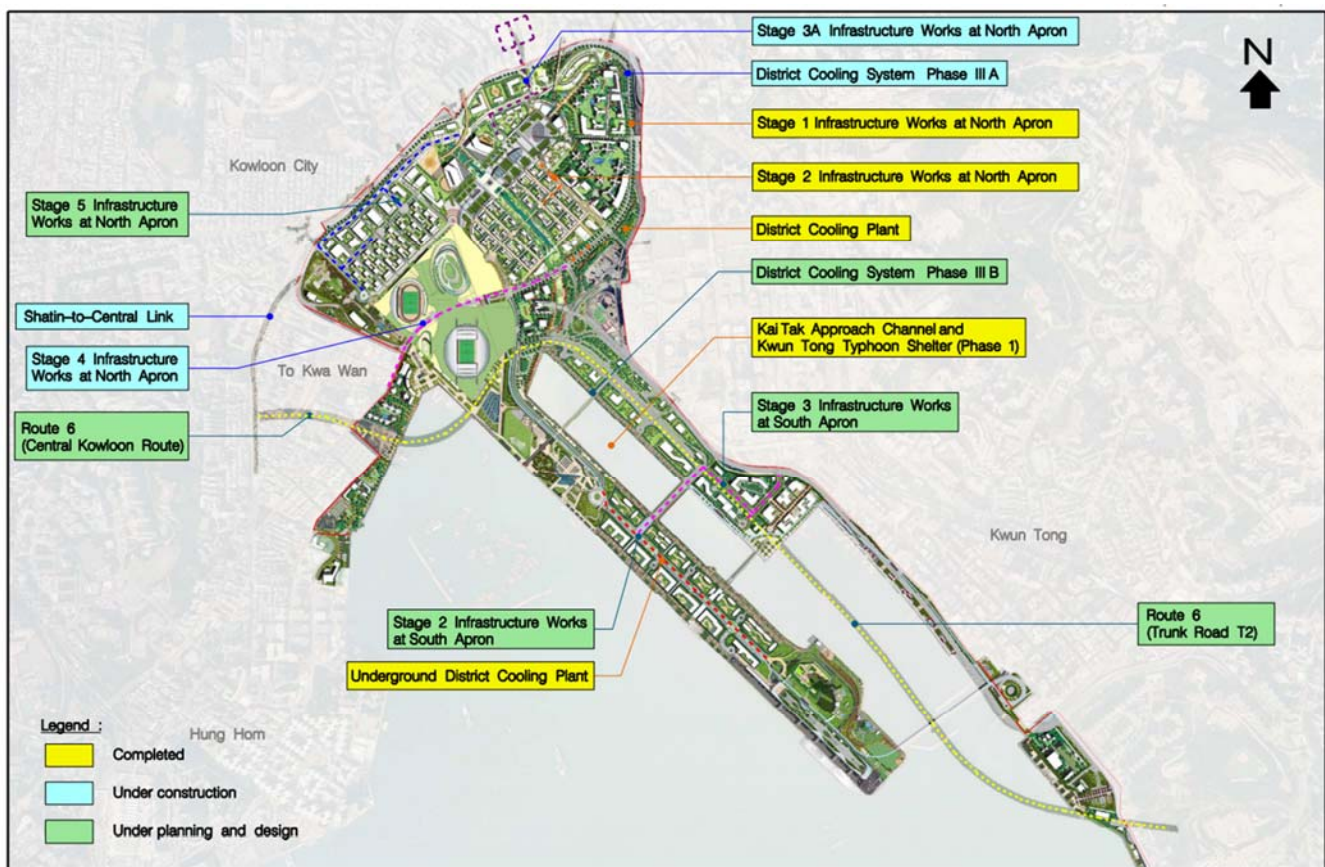 Stage 3A Infrastructure Works at North Apron
N
District Cooling System Phase III A
Stage 1 Infrastructure Works at North Apron
Kowloon City
Stage 2 Infrastructure Works at North Apron
Stage 5 Infrastructure
Works at North Apron
District Cooling Plant
District Cooling System Phase III B
Shatin-to-Central Link
Kai Tak Approach Channel and
Kwun Tong Typhoon Shelter (Phase 1)
Stage 4 Infrastructure
Works at North Apron
To Kwa Wan
Stage 3 Infrastructure Works
at South Apron
Route 6
(Central Kowloon Route)
Kwun Tong
Stage 2 Infrastructure Works
at South Apron
Route 6
(Trunk Road T2)
Underground District Cooling Plant
Legend :
Hung Hom
Completed
Under construction
Under planning and design